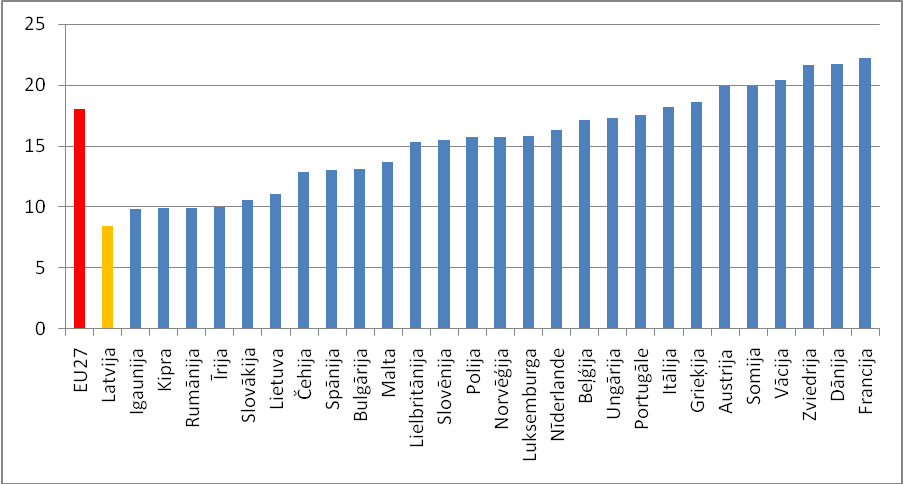 25
20
15
10
5
0
EU27
Latvija
Igaunija
Kipra
Rumānija
Īrija
Slovākija
Lietuva
Čehija
Spānija
Bulgārija
Malta
Lielbritānija
Slovēnija
Polija
Norvēģija
Luksemburga
Nīderlande
Beļģija
Ungārija
Portugāle
Itālija
Grieķija
Austrija
Somija
Vācija
Zviedrija
Dānija
Francija